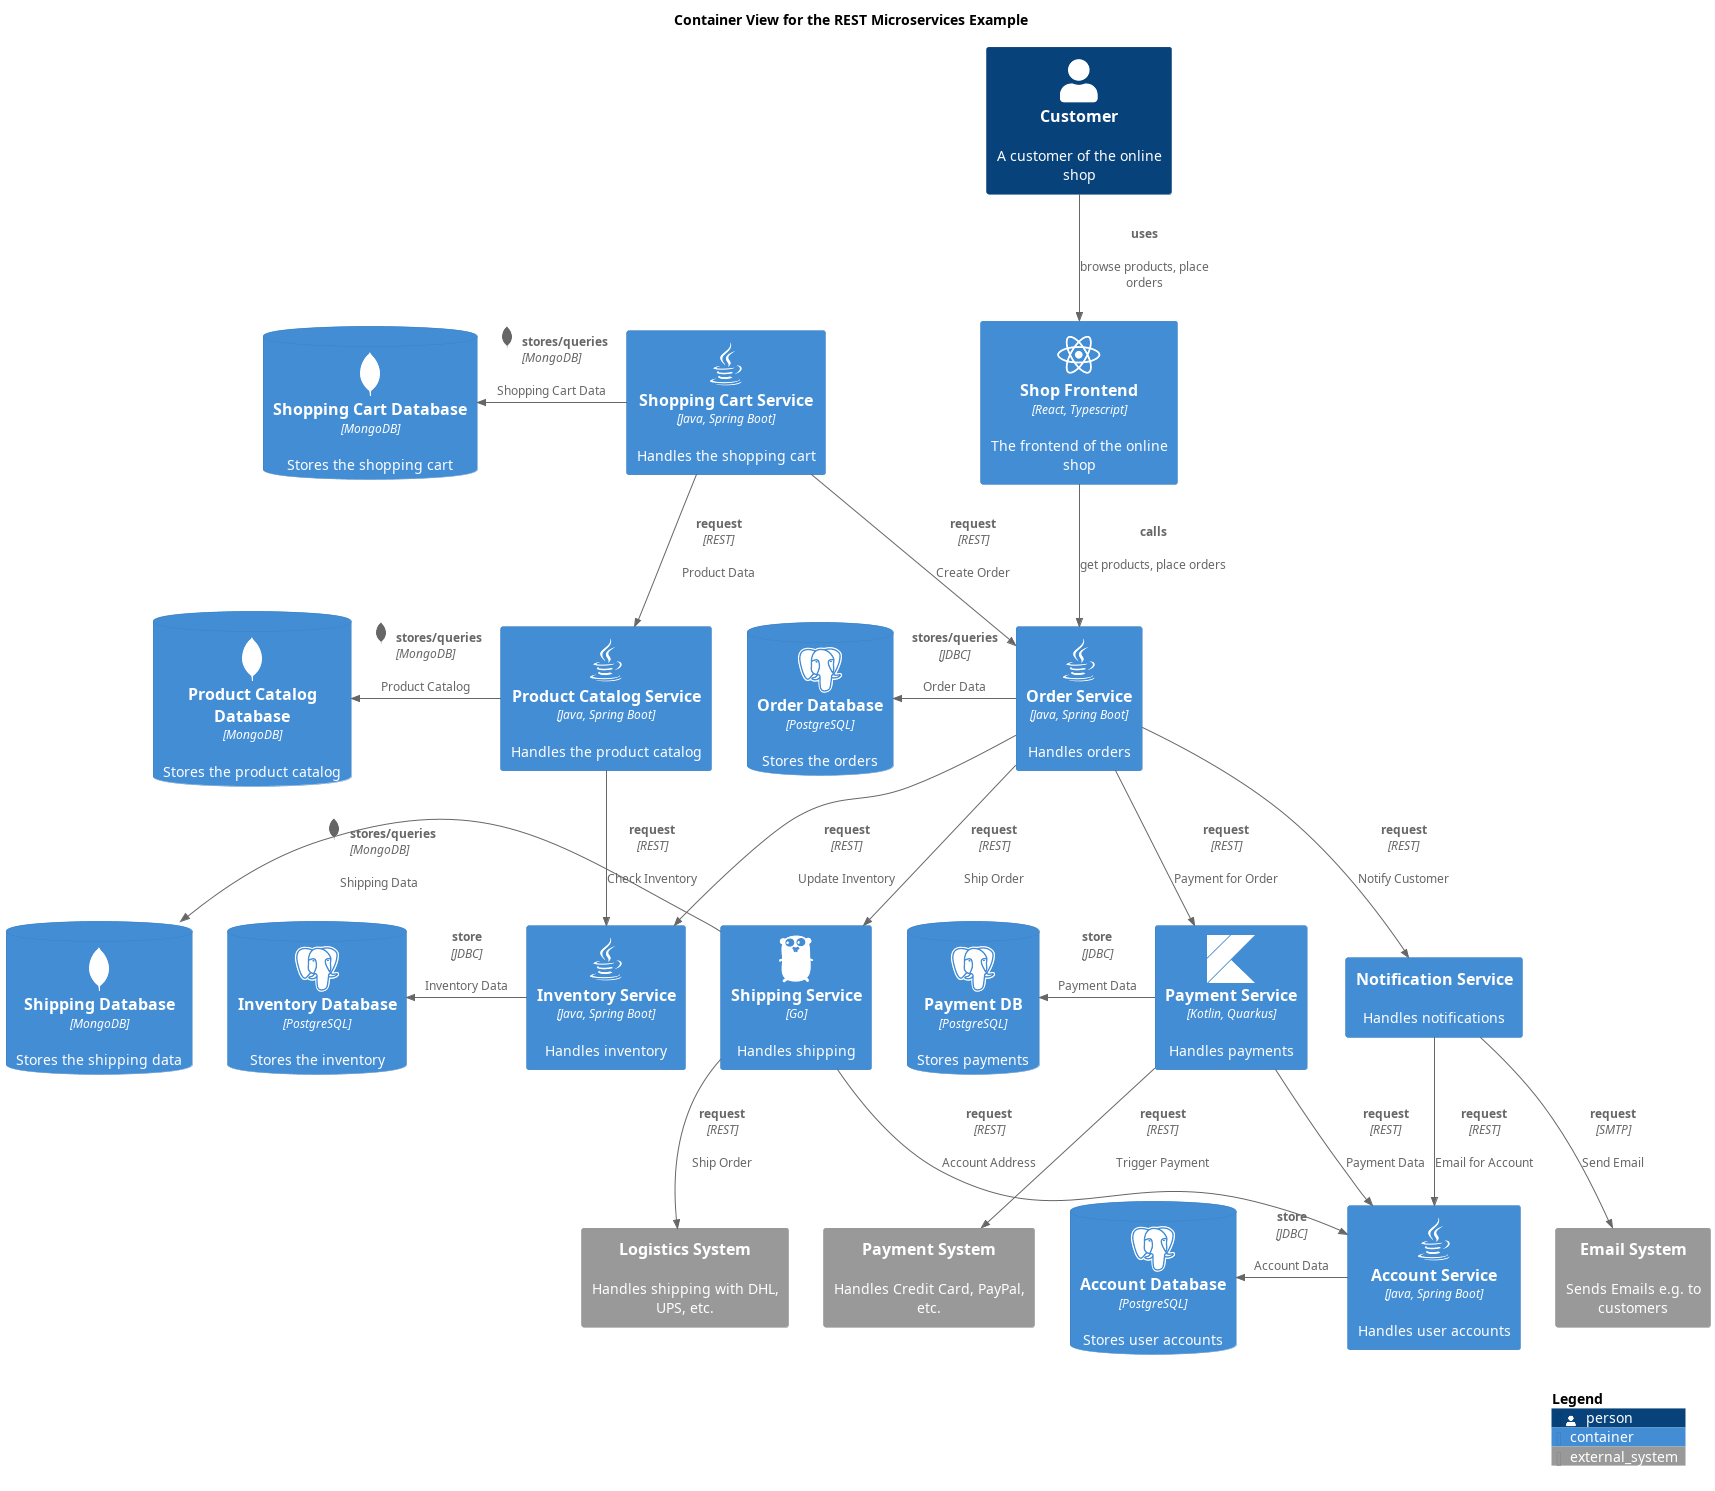 Container View for the REST Microservices Example
Customer
A customer of the online
shop
uses
browse products, place
orders
stores/queries
[MongoDB]
Shopping Cart Data
Shopping Cart Database
[MongoDB]
Stores the shopping cart
Shopping Cart Service
[Java, Spring Boot]
Handles the shopping cart
Shop Frontend
[React, Typescript]
The frontend of the online
shop
request
[REST]
Product Data
request
[REST]
Create Order
calls
get products, place orders
Product Catalog
Database
[MongoDB]
Stores the product catalog
stores/queries
[MongoDB]
Product Catalog
Product Catalog Service
[Java, Spring Boot]
Handles the product catalog
Order Database
[PostgreSQL]
Stores the orders
stores/queries
[JDBC]
Order Data
Order Service
[Java, Spring Boot]
Handles orders
stores/queries
[MongoDB]
Shipping Data
request
[REST]
Check Inventory
request
[REST]
Update Inventory
request
[REST]
Ship Order
request
[REST]
Payment for Order
request
[REST]
Notify Customer
Shipping Database
[MongoDB]
Stores the shipping data
Inventory Database
[PostgreSQL]
Stores the inventory
store
[JDBC]
Inventory Data
Inventory Service
[Java, Spring Boot]
Handles inventory
Shipping Service
[Go]
Handles shipping
Payment DB
[PostgreSQL]
Stores payments
store
[JDBC]
Payment Data
Payment Service
[Kotlin, Quarkus]
Handles payments
Notification Service
Handles notifications
request
[REST]
Ship Order
request
[REST]
Account Address
request
[REST]
Trigger Payment
request
[REST]
Payment Data
request
[REST]
Email for Account
request
[SMTP]
Send Email
Logistics System
Handles shipping with DHL,
UPS, etc.
Payment System
Handles Credit Card, PayPal,
etc.
Account Database
[PostgreSQL]
Stores user accounts
store
[JDBC]
Account Data
Account Service
[Java, Spring Boot]
Handles user accounts
Email System
Sends Emails e.g. to
customers
Legend
person
container
external_system